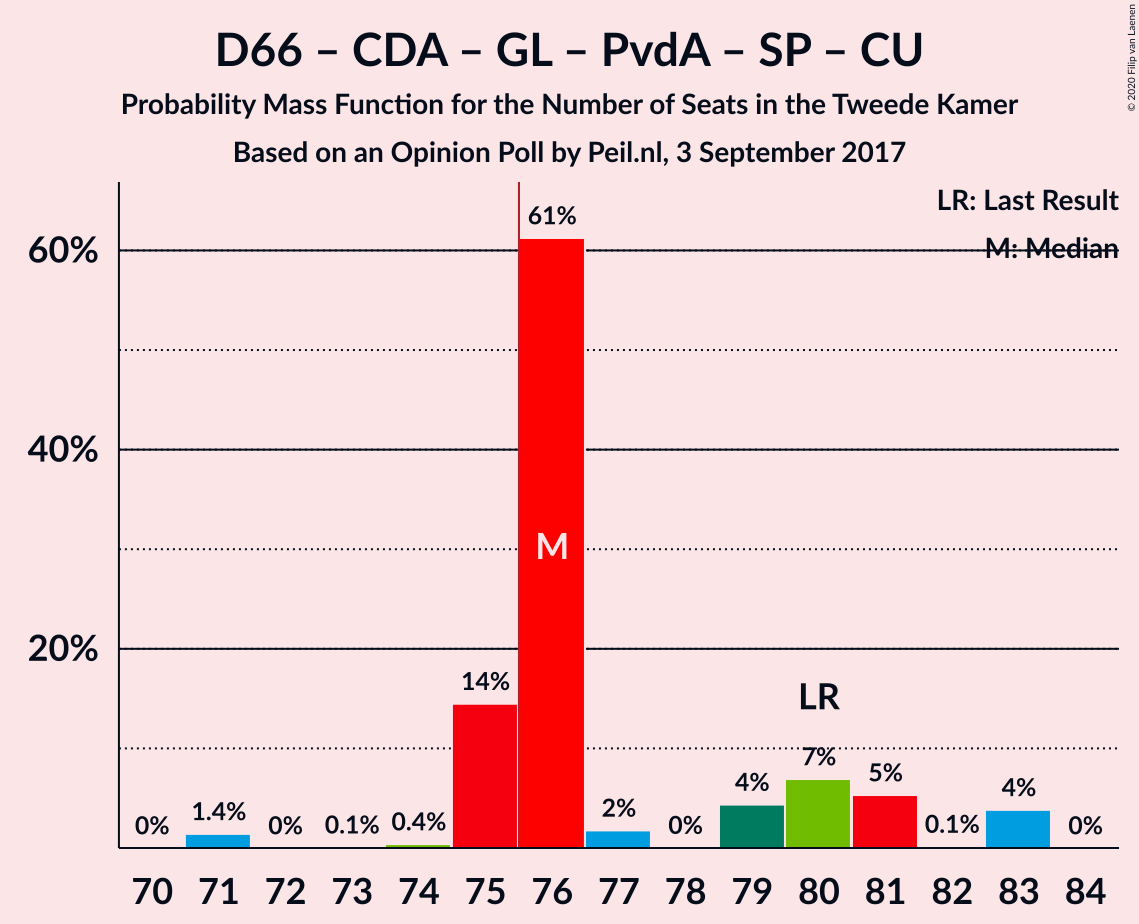 D66 – CDA – GL – PvdA – SP – CU
Probability Mass Function for the Number of Seats in the Tweede Kamer
Based on an Opinion Poll by Peil.nl, 3 September 2017
© 2020 Filip van Laenen
LR: Last Result
M: Median
60%
40%
20%
0% 1.4% 0% 0.1% 0.4% 14% 61% 2% 0% 4% 7% 5% 0.1% 4% 0%
M
LR
70 71 72 73 74 75 76 77 78 79 80 81 82 83 84